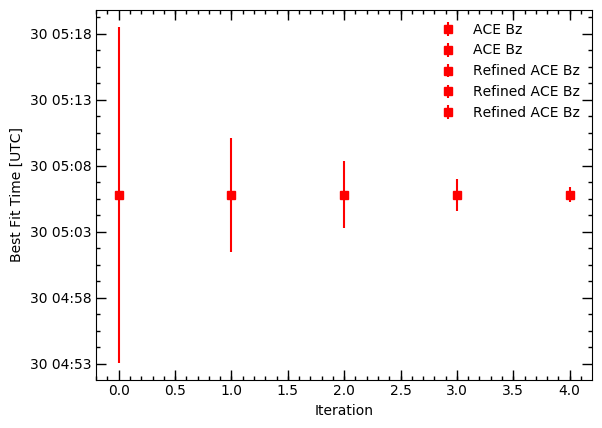 30 05:18
30 05:13
30 05:08
30 05:03
30 04:58
30 04:53
Best Fit Time [UTC]
ACE Bz
ACE Bz
Refined ACE Bz
Refined ACE Bz
Refined ACE Bz
0.0 0.5 1.0 1.5 2.0 2.5 3.0 3.5 4.0
Iteration